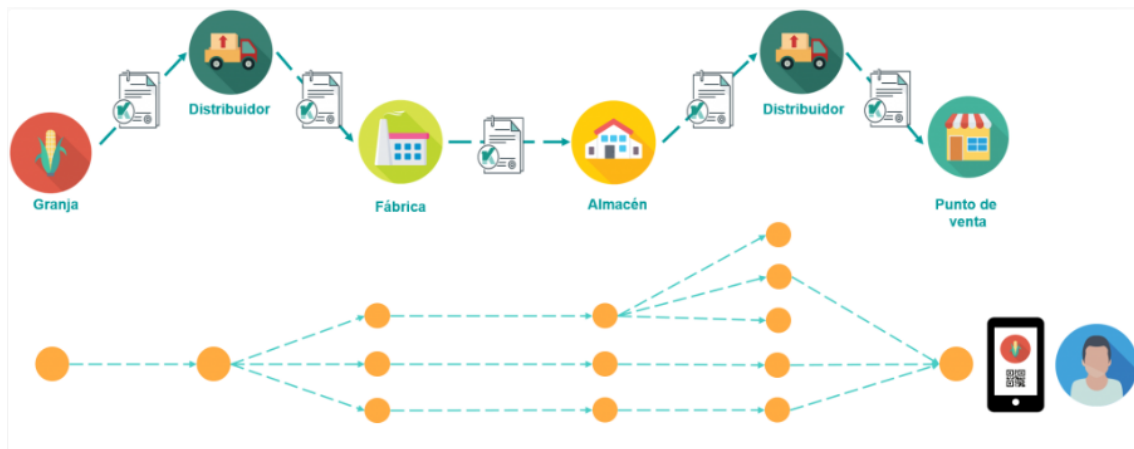 Distribuidor
Distribuidor
Granja
Fábrica
Almacén
Punto de
venta